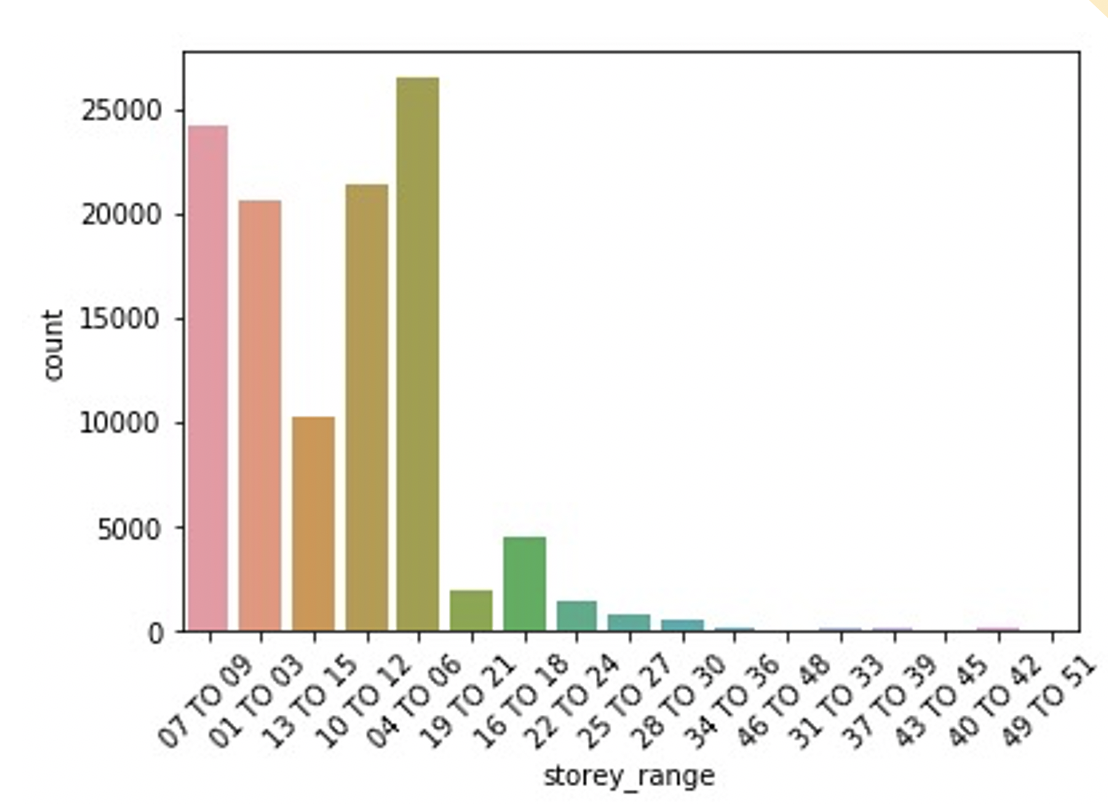 25000
20000
15000
10000
5000
0
count
07 TO 09
01 TO 03
13 TO 15
10 TO 12
04 TO 06
19 TO 21
16 TO 18
22 TO 24
25 TO 27
28 TO 30
34 TO 36
46 TO 48
31 TO 33
37 TO 39
43 TO 45
40 TO 42
49 TO 51
storey_range